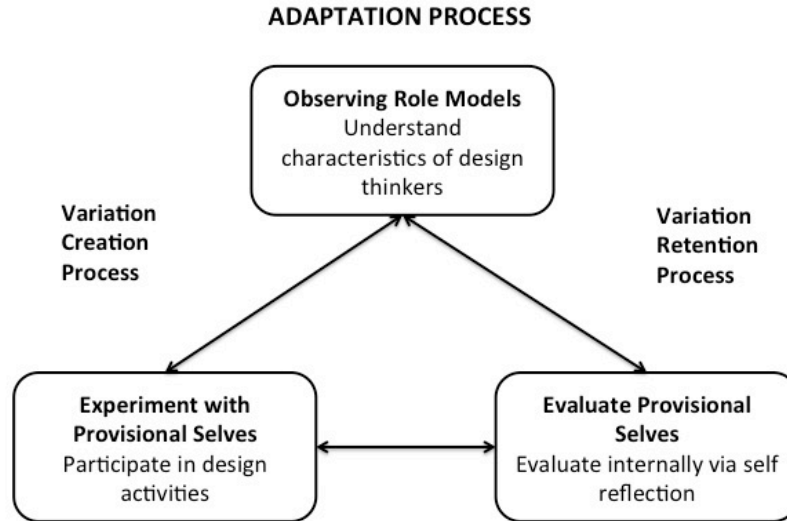 ADAPTATION PROCESS
Observing Role Models
Understand
characteristics of design
thinkers
Variation
Creation
Process
Variation
Retention
Process
Experiment with
Provisional Selves
Participate in design
activities
Evaluate Provisional
Selves
Evaluate internally via self
reflection